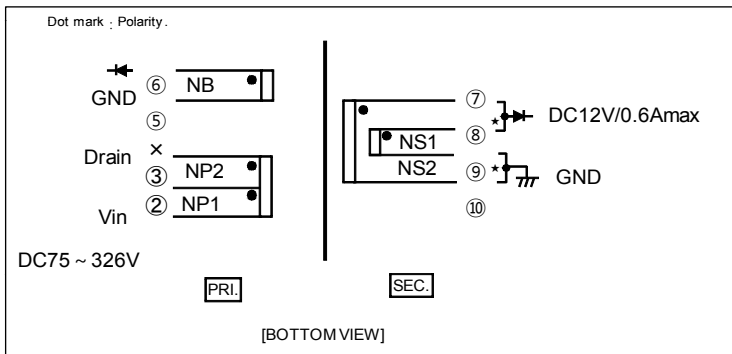 Dot mark : Polarity.
⑥ NB
GND
⑤
Drain ×
③ NP2
② NP1
Vin
DC75 ~ 326V
PRI.
⑦
★ DC12V/0.6Amax
⑧
NS1
NS2 ⑨ ★ GND
⑩
SEC.
[BOTTOM VIEW]